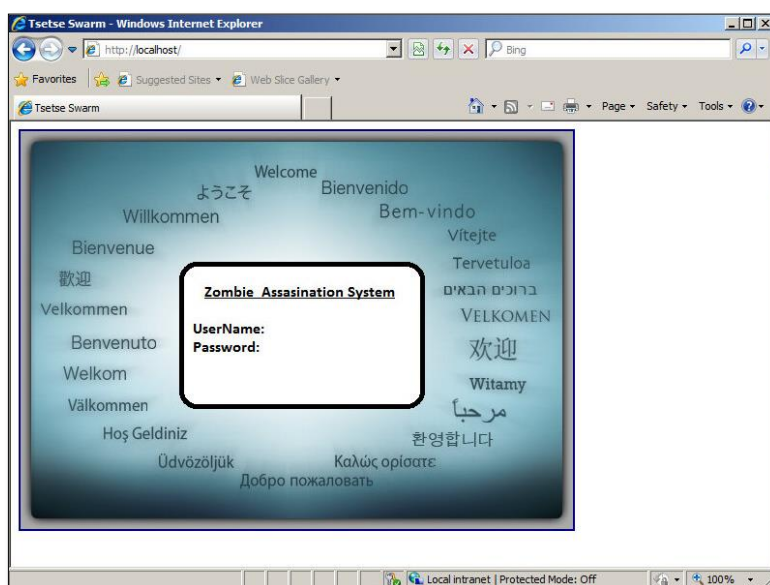 Tsetse Swarm - Windows Internet Explorer
http://localhost/
Bing
Favorites
Suggested Sites
Web Slice Gallery
Tsetse Swarm
Page
Safety
Tools
Welcome
ようこそ
Bienvenido
Willkommen
Bem-vindo
Bienvenue
Vítejte
歡迎
Tervetuloa
Zombie Assasination System
ברוכים הבאים
Velkommen
VELKOMEN
UserName:
Benvenuto
Password:
欢迎
Welkom
Witamy
Välkommen
مرحباً
Hoş Geldiniz
환영합니다
Üdvözöljük
Καλώς ορίσατε
Добро пожаловать
Local intranet | Protected Mode: Off
100%